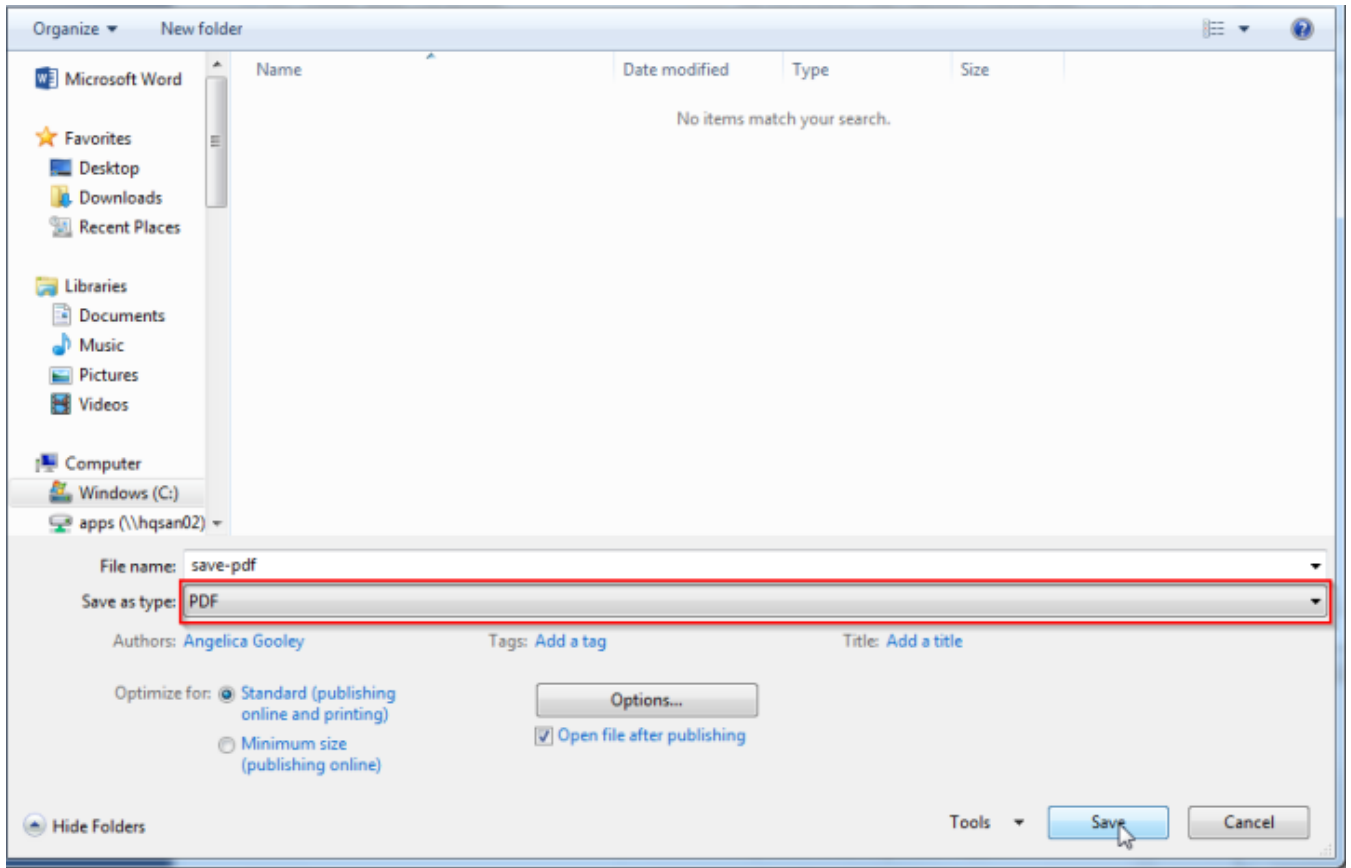 Organize New folder
Name Date modified Type Size
No items match your search.
Microsoft Word
Favorites
Desktop
Downloads
Recent Places
Libraries
Documents
Music
Pictures
Videos
Computer
Windows (C:)
apps (\\hqsan02)
File name: save-pdf
Save as type: PDF
Authors: Angelica Gooley Tags: Add a tag Title: Add a title
Optimize for: Standard (publishing
online and printing)
Minimum size
(publishing online)
Options...
Open file after publishing
Hide Folders Tools Save Cancel